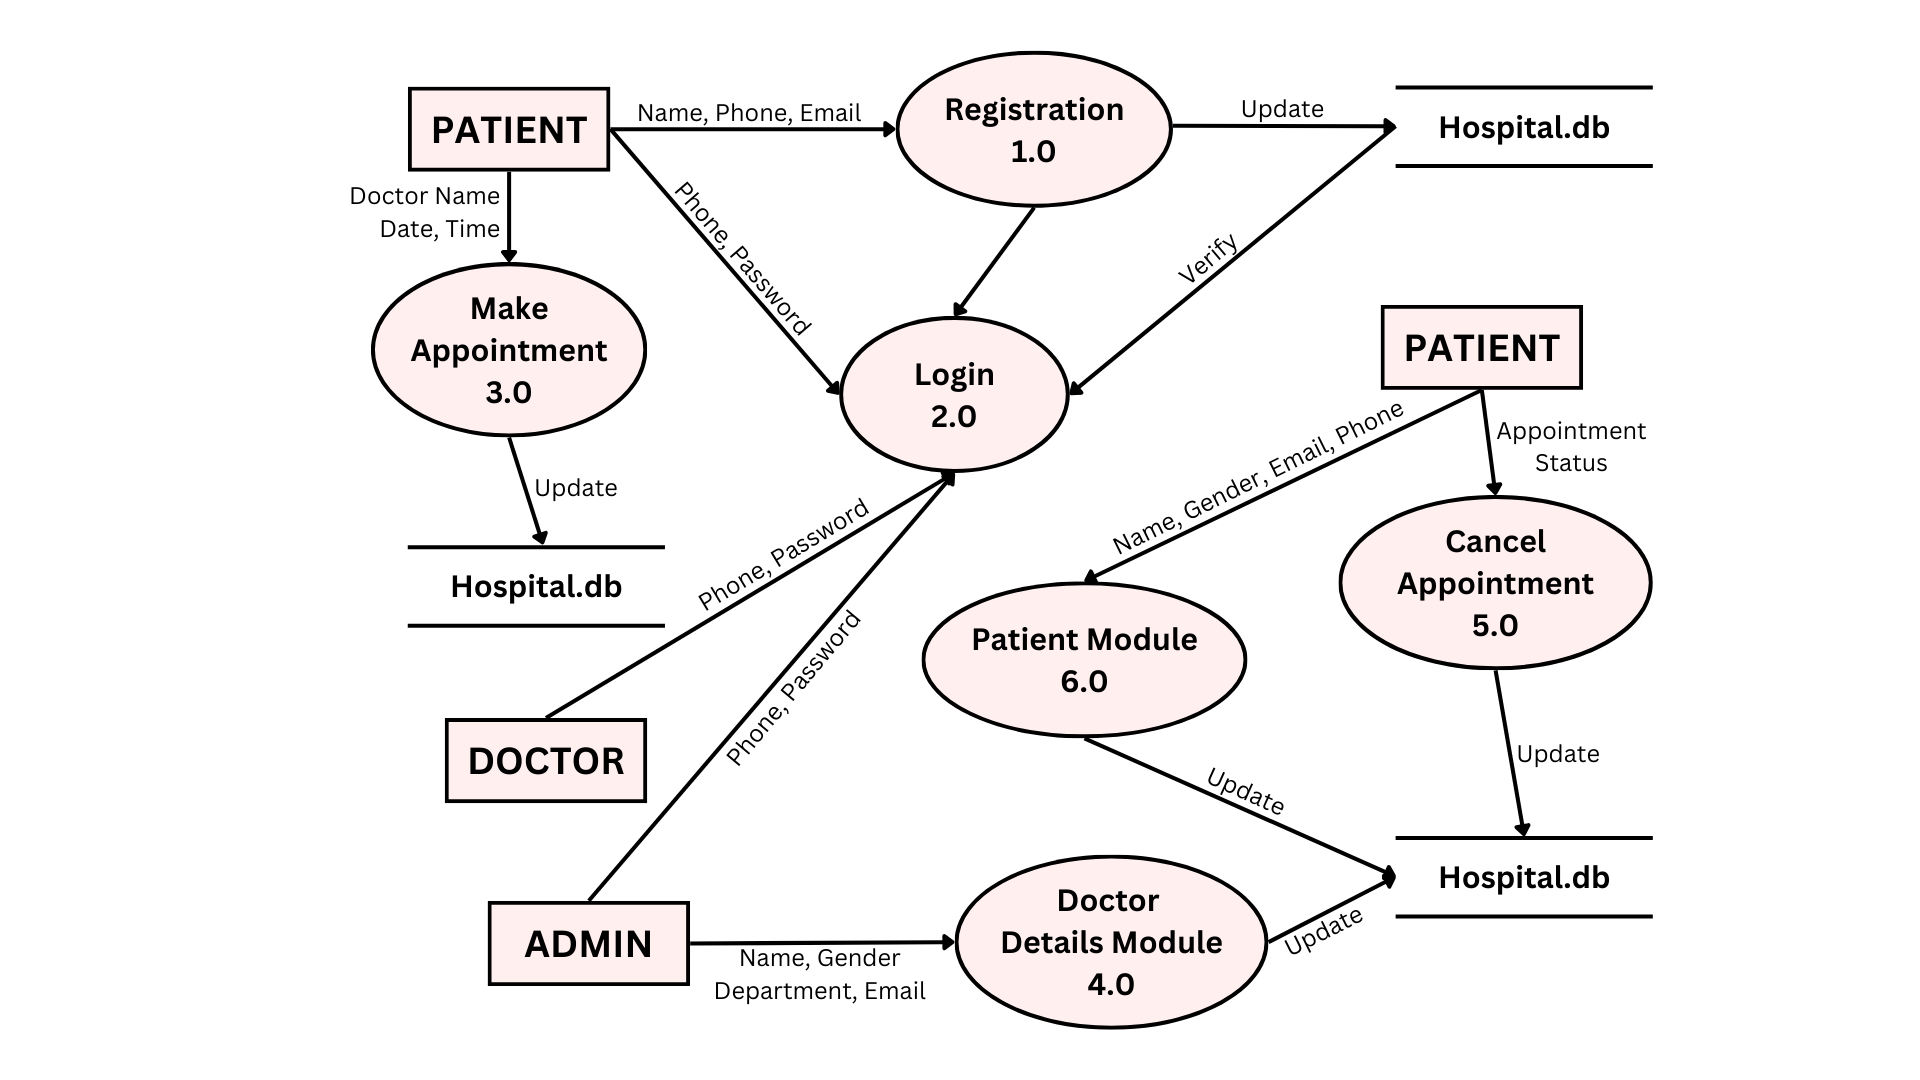 PATIENT
Name, Phone, Email
Registration
1.0
Update
Hospital.db
Doctor Name
Date, Time
Phone, Password
Verify
Make
Appointment
3.0
Login
2.0
PATIENT
Name, Gender, Email, Phone
Appointment
Status
Update
Hospital.db
Phone, Password
Phone, Password
Cancel
Appointment
5.0
Patient Module
6.0
DOCTOR
Update
Update
Hospital.db
ADMIN
Name, Gender
Department, Email
Doctor
Details Module
4.0
Update